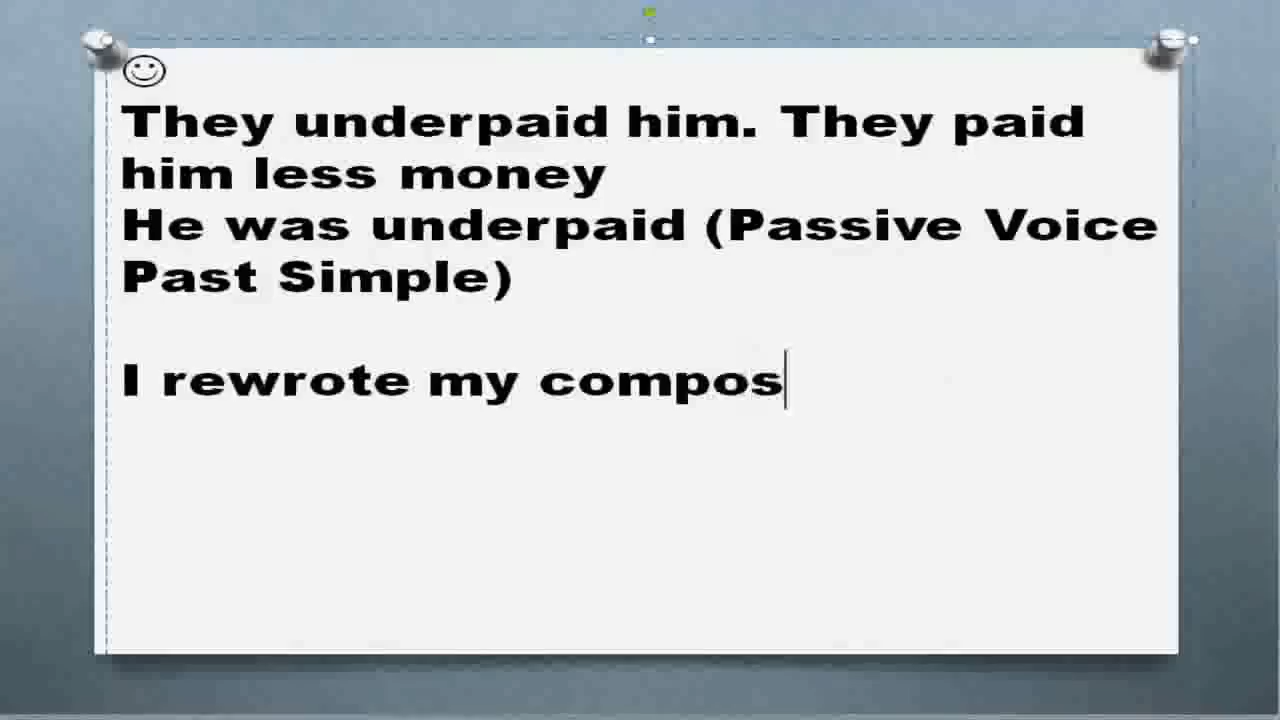 They underpaid him. They paid
him less money
He was underpaid (Passive Voice
Past Simple)
I rewrote my compos